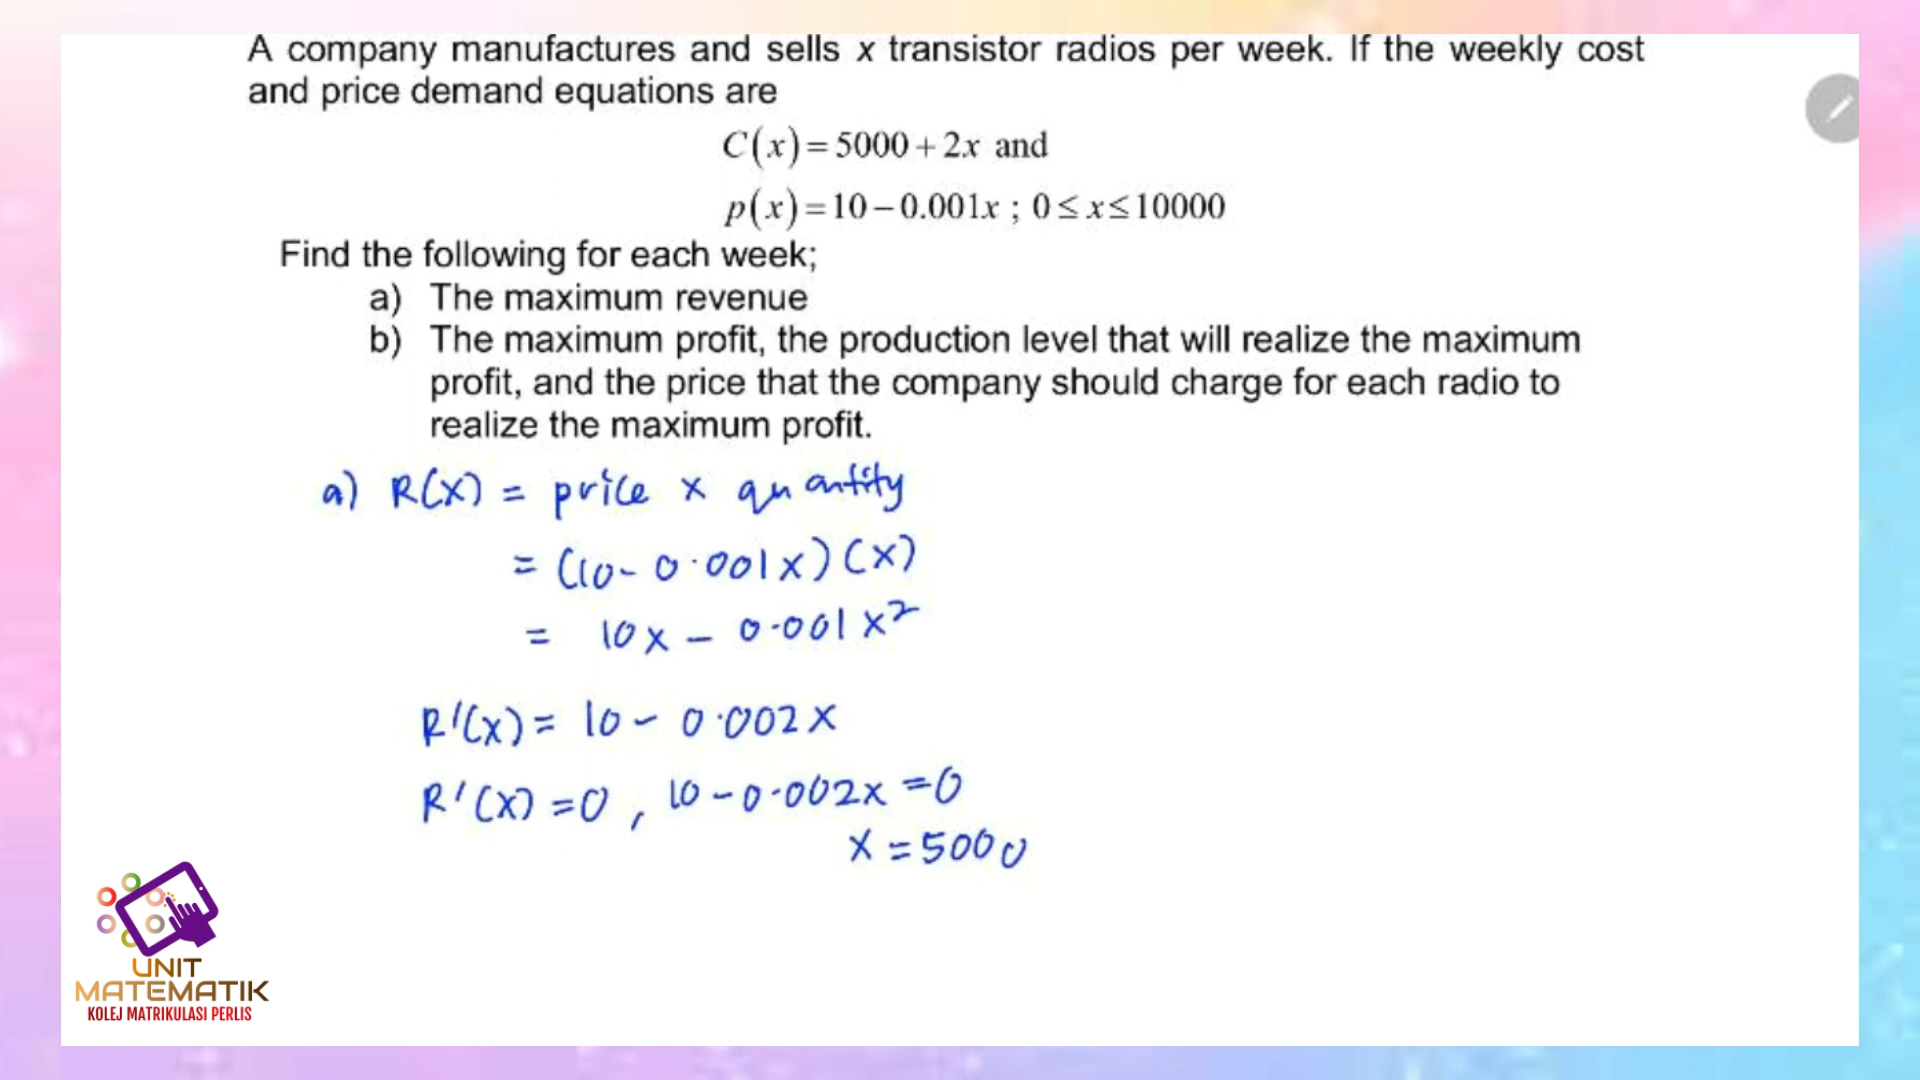 A company manufactures and sells x transistor radios per week. If the weekly cost
and price demand equations are
C(x)=5000+2x and
p(x)=10−0.001x ; 0≤x≤10000
Find the following for each week;
a) The maximum revenue
b) The maximum profit, the production level that will realize the maximum
profit, and the price that the company should charge for each radio to
realize the maximum profit.
a) R(x) = price x quantity
= (10-0.001x)(x)
= 10x - 0.001x²
R'(x) = 10 - 0.002x
R'(x) = 0 , 10-0.002x = 0
x = 5000
UNIT
MATEMATIK
KOLEJ MATRIKULASI PERLIS